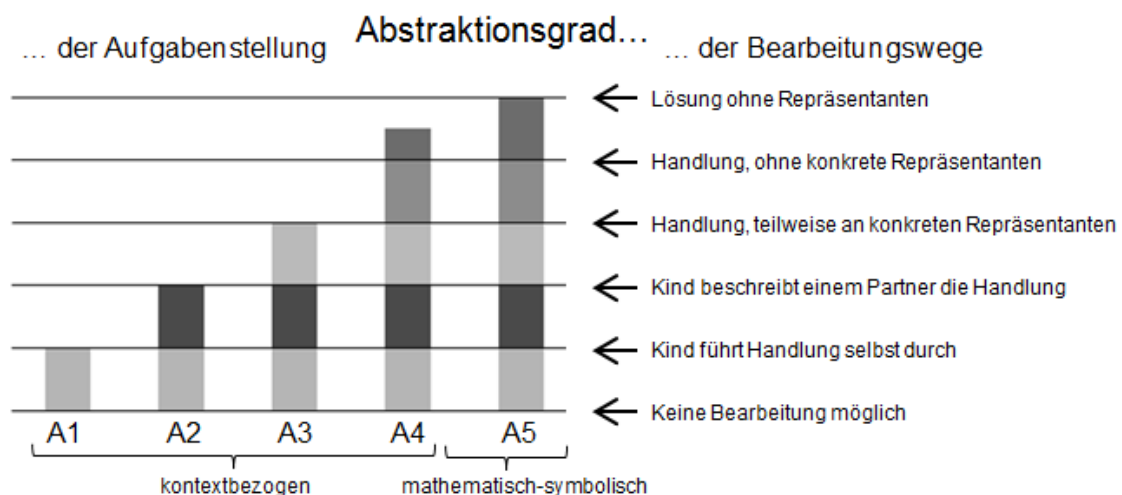 Abstraktionsgrad...
... der Aufgabenstellung
... der Bearbeitungswege
Lösung ohne Repräsentanten
Handlung, ohne konkrete Repräsentanten
Handlung, teilweise an konkreten Repräsentanten
Kind beschreibt einem Partner die Handlung
Kind führt Handlung selbst durch
Keine Bearbeitung möglich
A1 A2 A3 A4 A5
kontextbezogen mathematisch-symbolisch